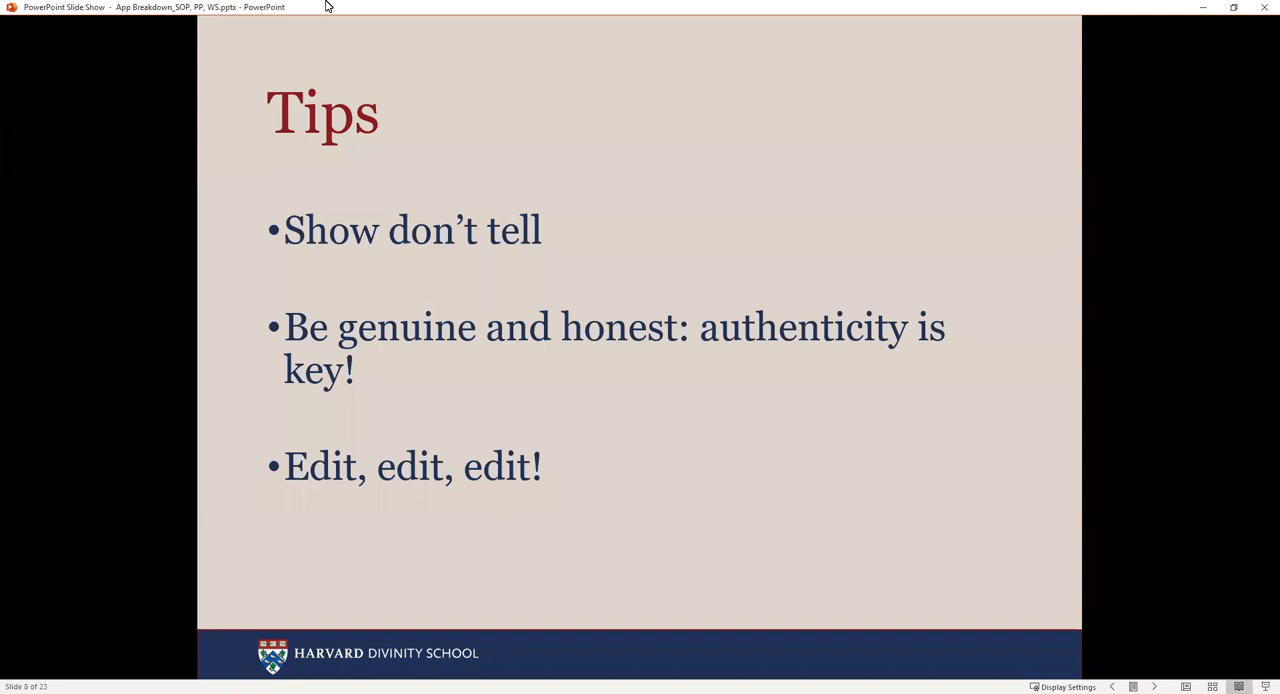 PowerPoint Slide Show - App Breakdown_SOP, PP, WS.pptx - PowerPoint
Tips
•Show don’t tell
•Be genuine and honest: authenticity is
key!
•Edit, edit, edit!
HARVARD DIVINITY SCHOOL
Slide 8 of 23
Display Settings